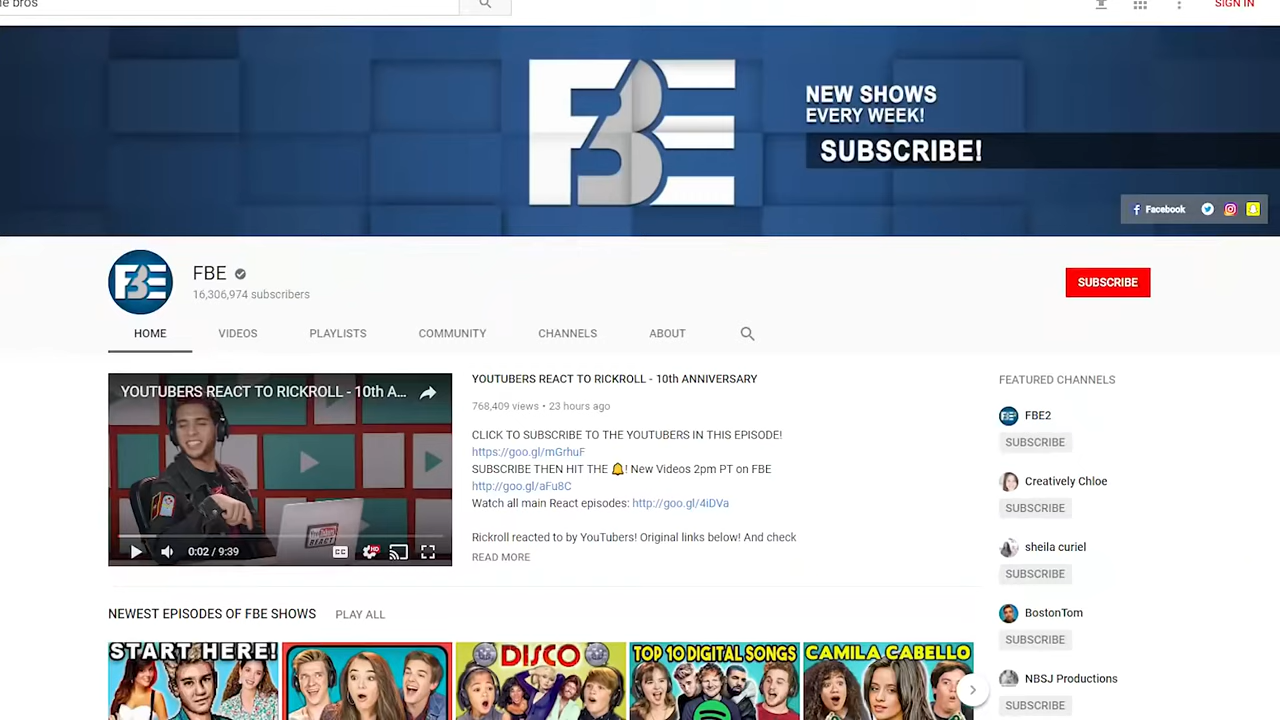 e bros
SIGN IN
FBE
NEW SHOWS
EVERY WEEK!
SUBSCRIBE!
Facebook
FBE
FBE
16,306,974 subscribers
SUBSCRIBE
HOME
VIDEOS
PLAYLISTS
COMMUNITY
CHANNELS
ABOUT
YOUTUBERS REACT TO RICKROLL - 10th A...
REACT
0:02 / 9:39
CC
HD
YOUTUBERS REACT TO RICKROLL - 10th ANNIVERSARY
768,409 views • 23 hours ago
CLICK TO SUBSCRIBE TO THE YOUTUBERS IN THIS EPISODE!
https://goo.gl/mGrhuF
SUBSCRIBE THEN HIT THE 🔔! New Videos 2pm PT on FBE
http://goo.gl/aFu8C
Watch all main React episodes: http://goo.gl/4iDVa
Rickroll reacted to by YouTubers! Original links below! And check
READ MORE
FEATURED CHANNELS
FBE2
SUBSCRIBE
Creatively Chloe
SUBSCRIBE
sheila curiel
SUBSCRIBE
BostonTom
SUBSCRIBE
NBSJ Productions
SUBSCRIBE
NEWEST EPISODES OF FBE SHOWS
PLAY ALL
START HERE!
DISCO
TOP 10 DIGITAL SONGS
CAMILA CABELLO